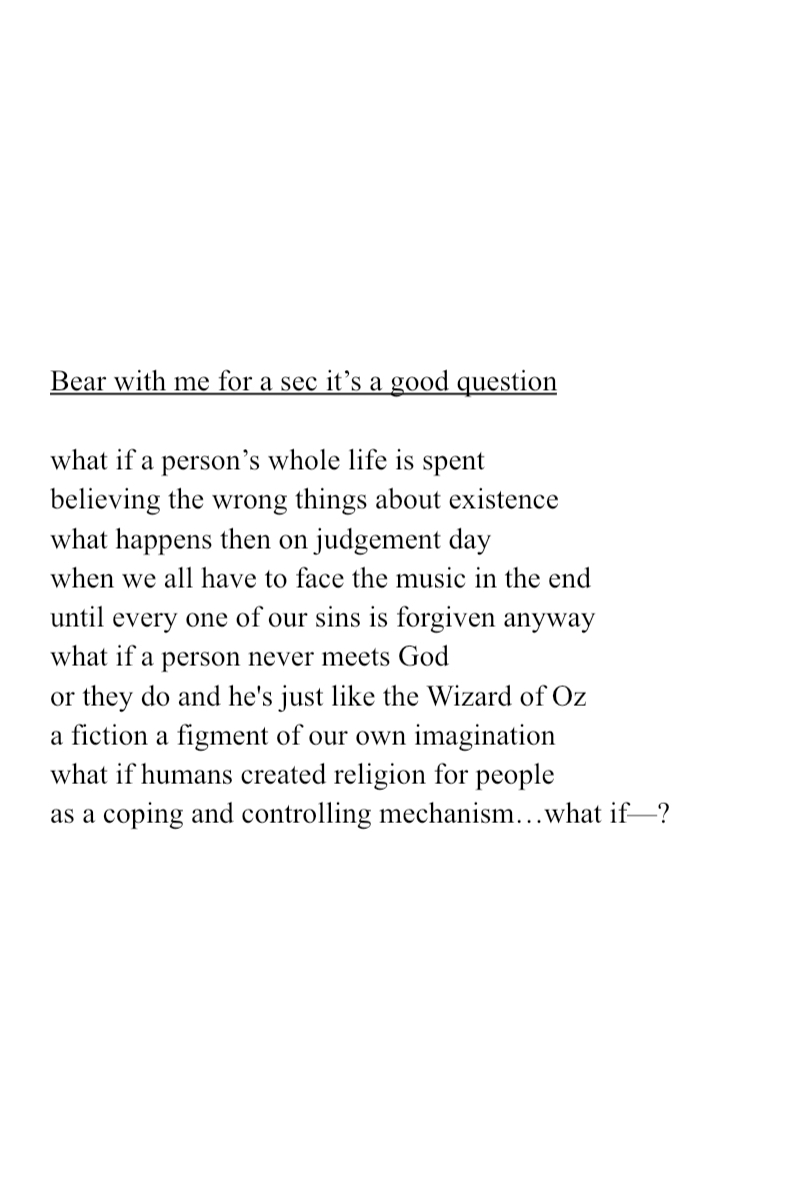 Bear with me for a sec it’s a good question
what if a person’s whole life is spent
believing the wrong things about existence
what happens then on judgement day
when we all have to face the music in the end
until every one of our sins is forgiven anyway
what if a person never meets God
or they do and he's just like the Wizard of Oz
a fiction a figment of our own imagination
what if humans created religion for people
as a coping and controlling mechanism…what if—?